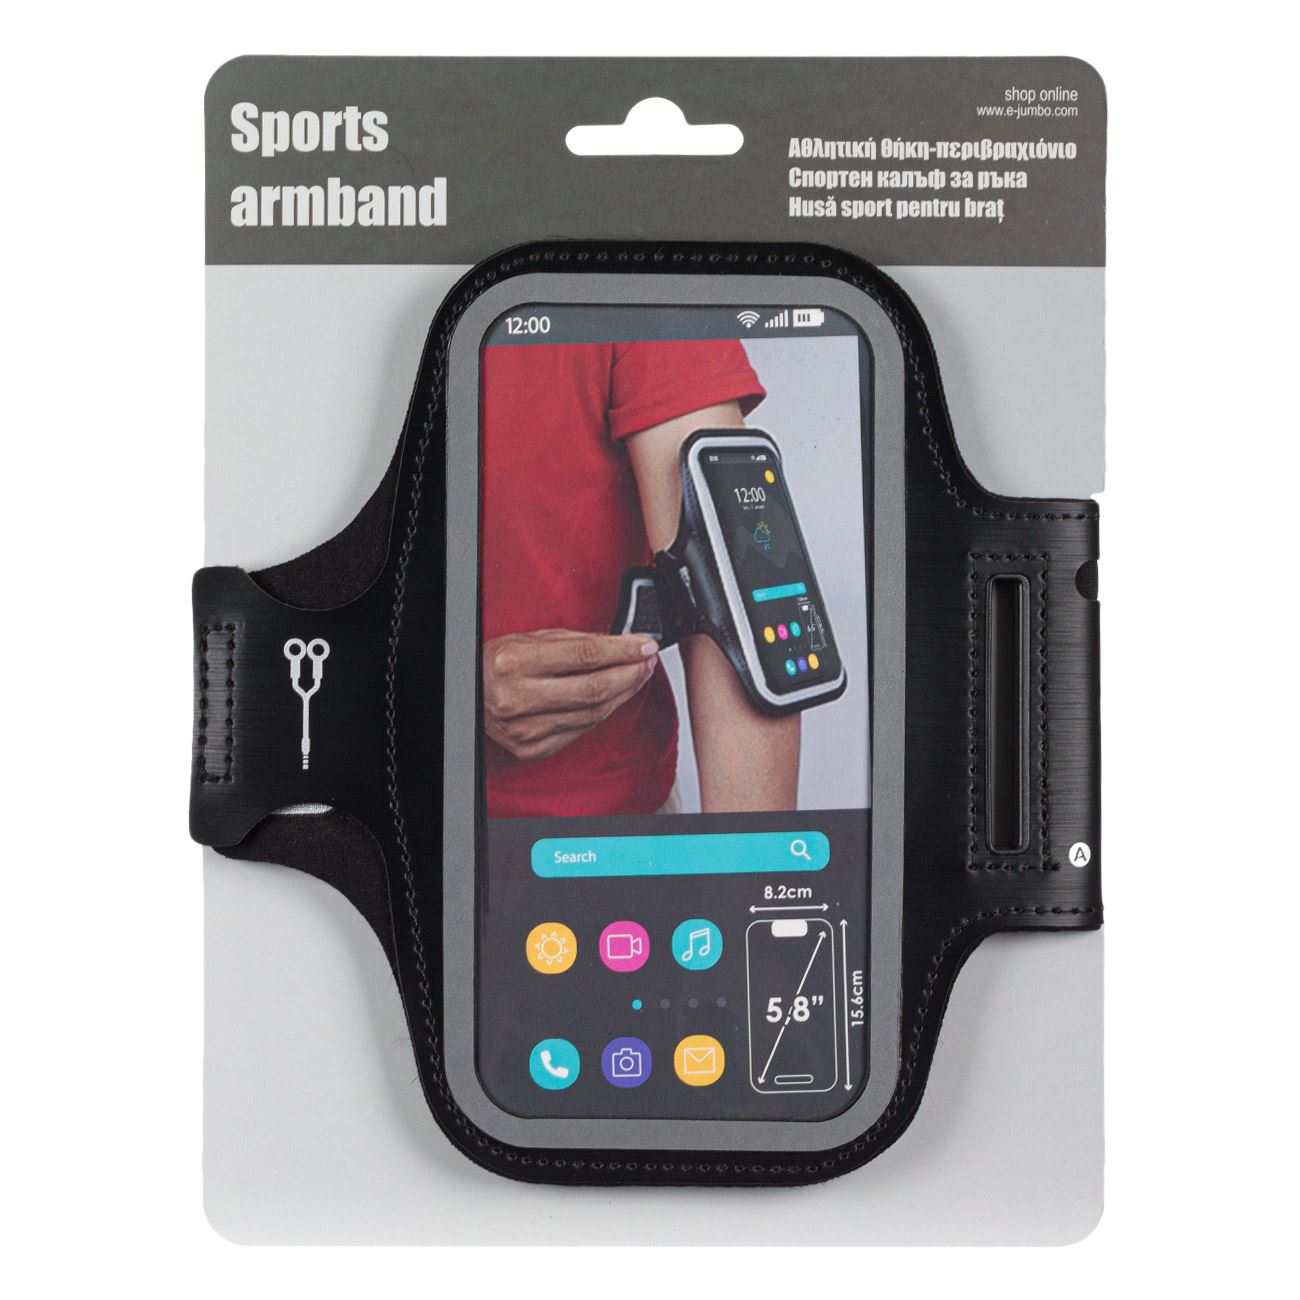 Sports
armband
shop online
www.e-jumbo.com
Αθλητική θήκη-περιβραχιόνιο
Спортен калъф за ръка
Husă sport pentru braț
12:00
12:00
Search
8.2cm
15.6cm
5,8"
A